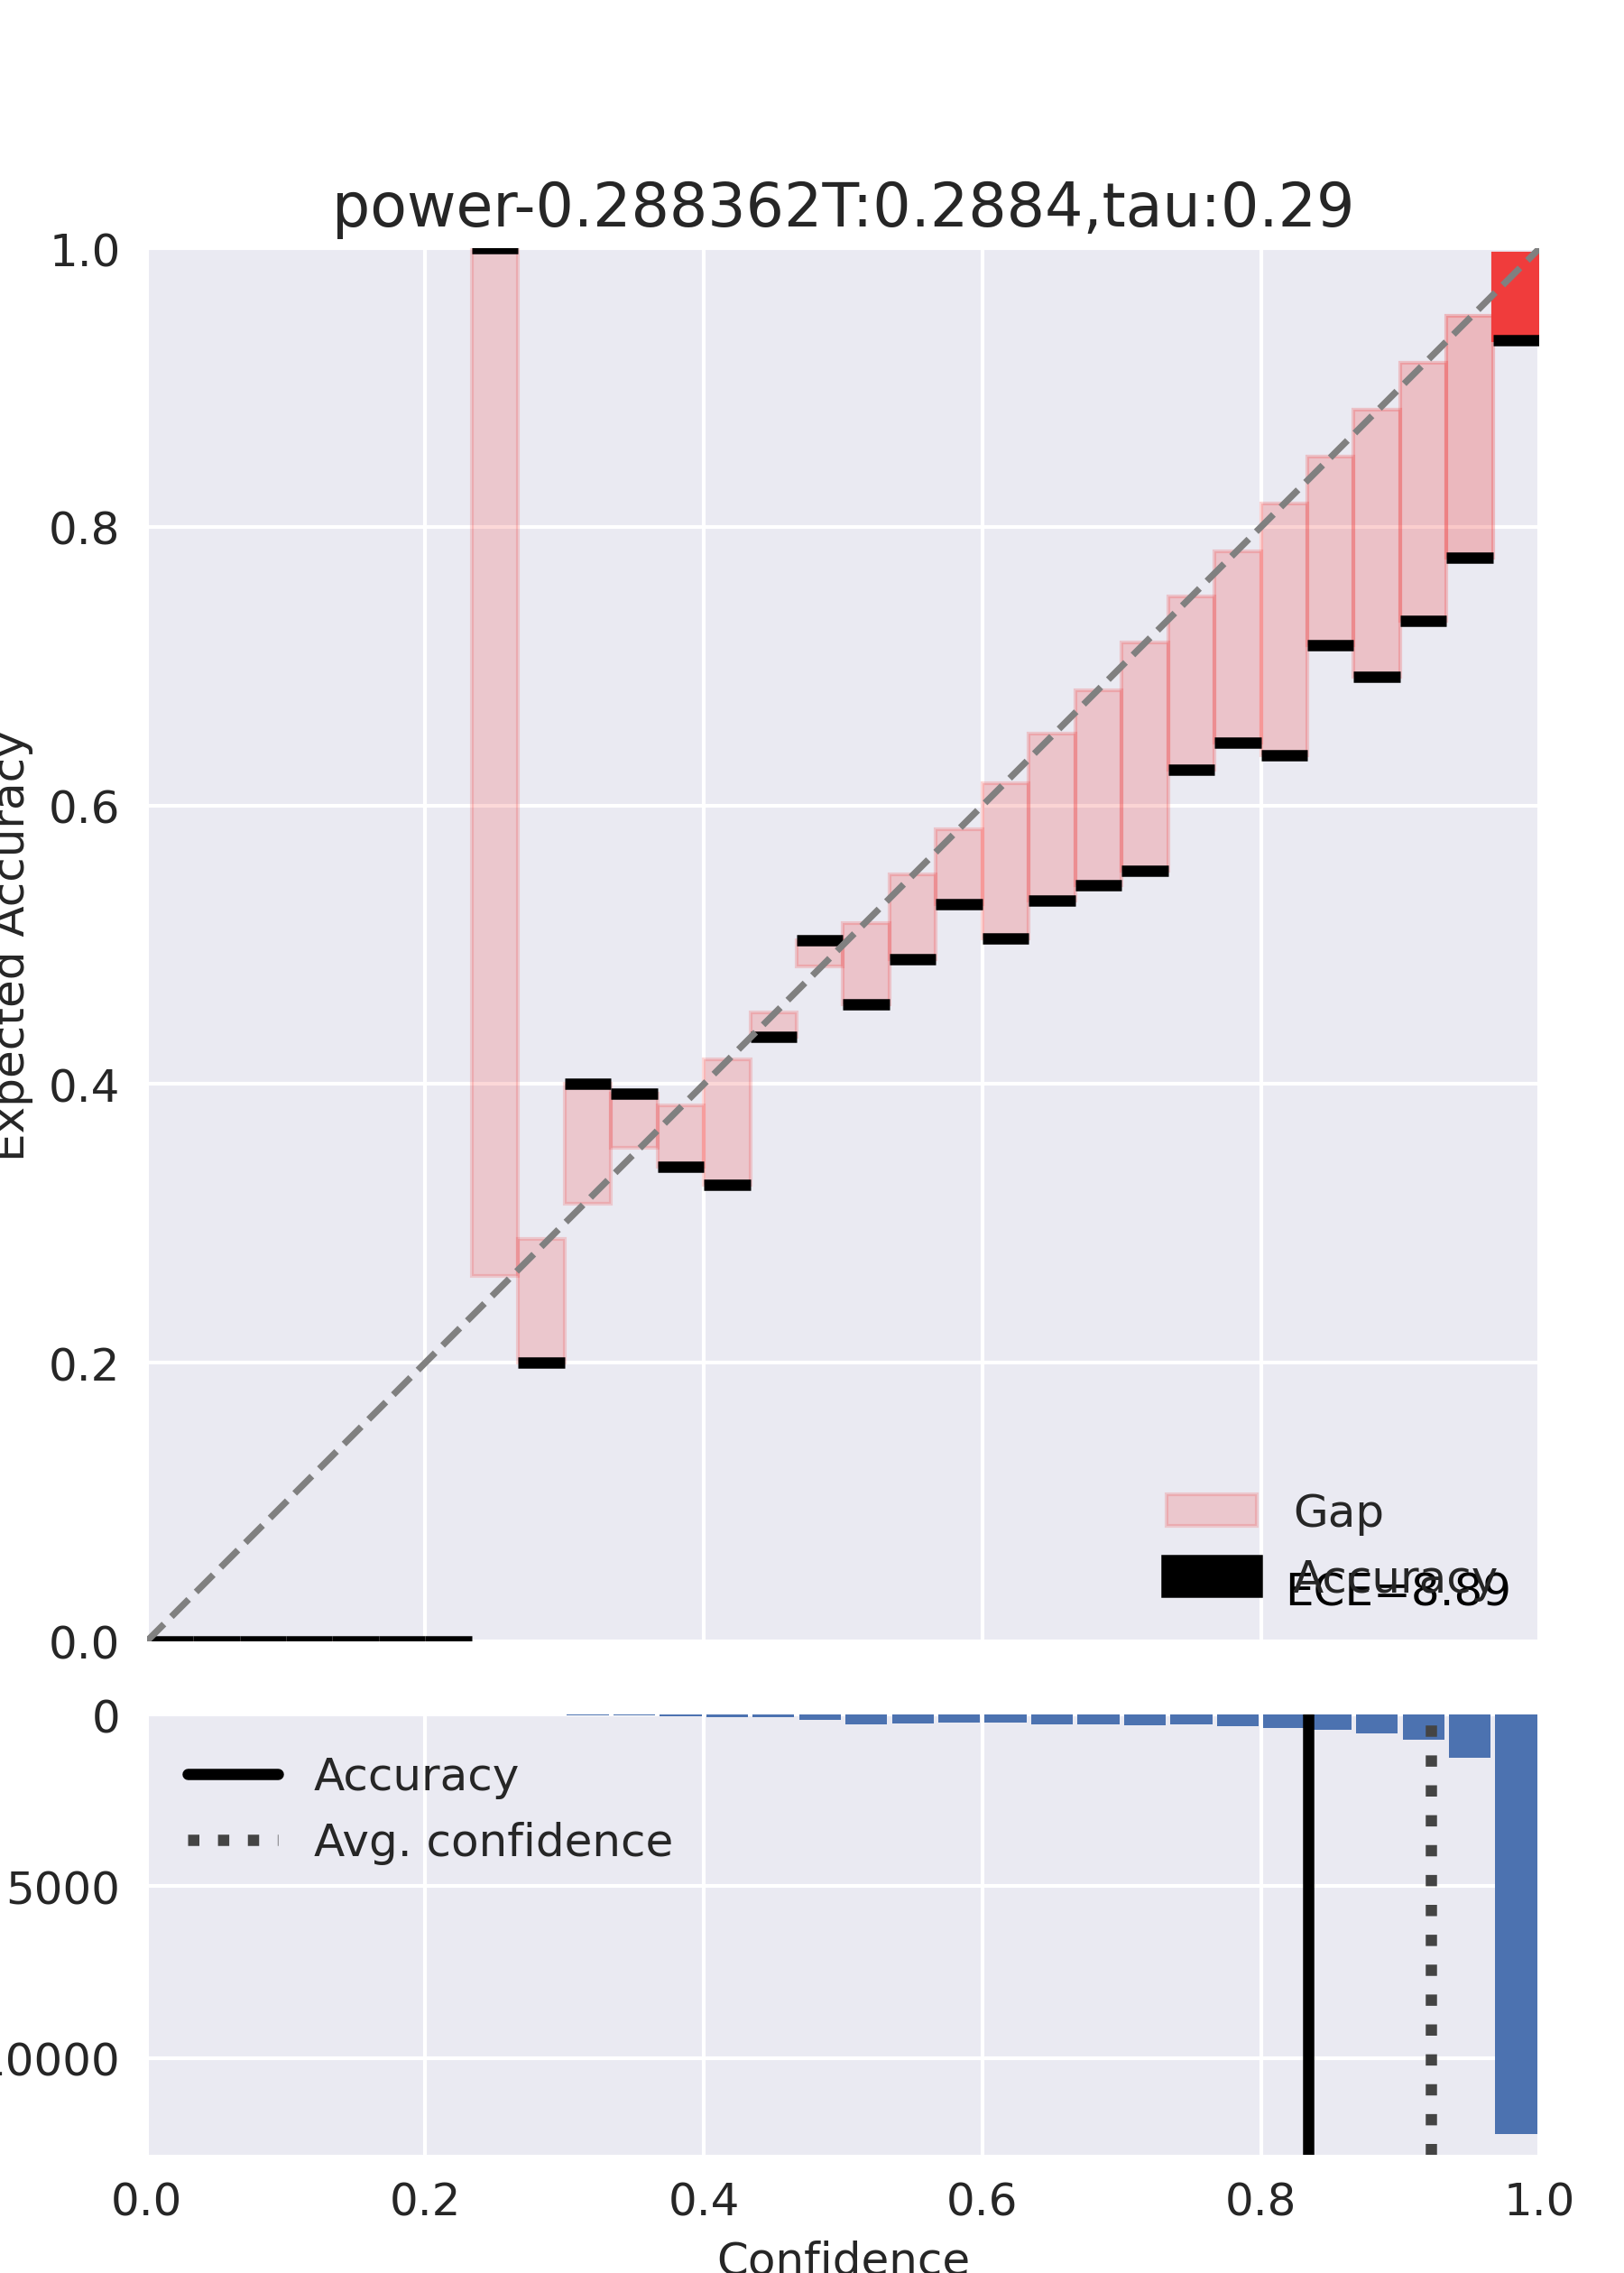 power-0.288362T:0.2884,tau:0.29
1.0
0.8
0.6
0.4
0.2
0.0
Expected Accuracy
Gap
Accuracy
ECE=8.89
0
5000
0000
Accuracy
Avg. confidence
0.0 0.2 0.4 0.6 0.8 1.0
Confidence